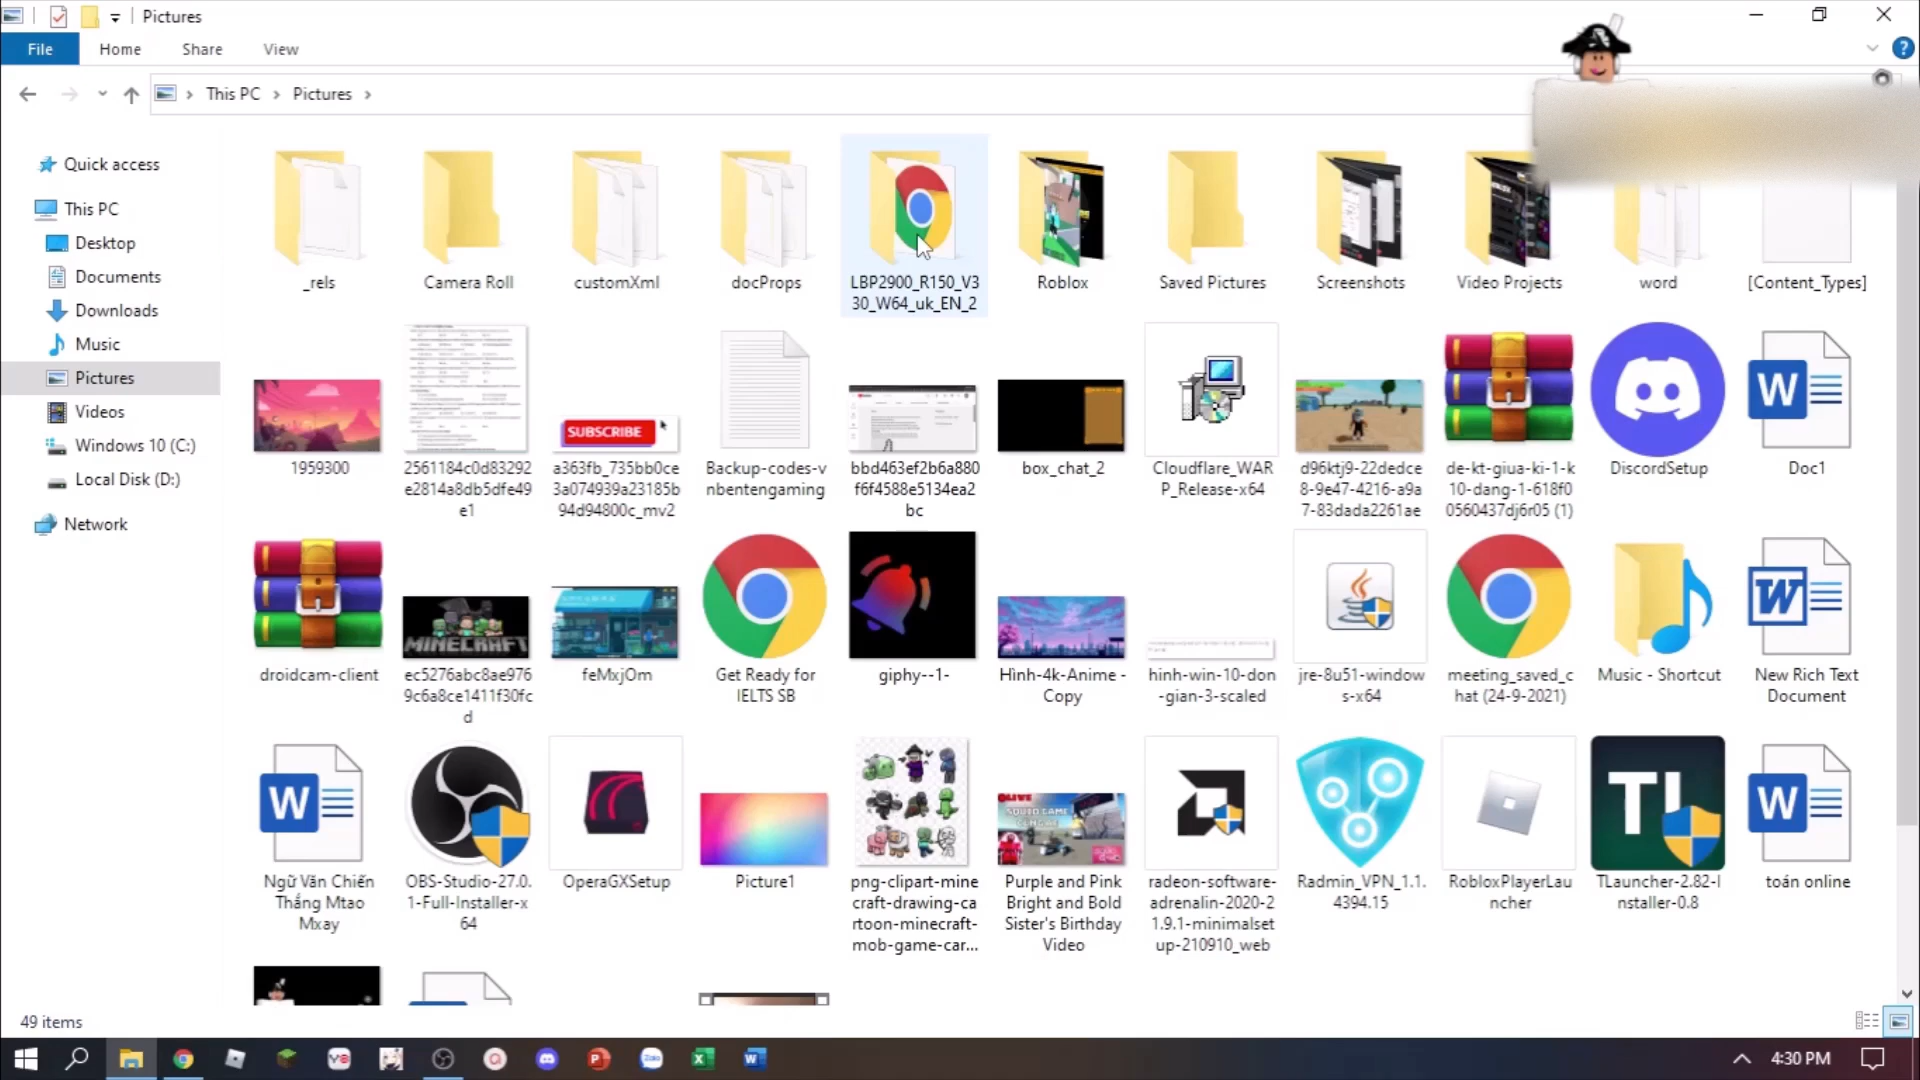 Pictures
File Home Share View
This PC Pictures
Quick access
This PC
Desktop
Documents
Downloads
Music
Pictures
Videos
Windows 10 (C:)
Local Disk (D:)
Network
_rels
Camera Roll
customXml
docProps
LBP2900_R150_V3
30_W64_uk_EN_2
Roblox
Saved Pictures
Screenshots
Video Projects
word
[Content_Types]
1959300
2561184c0d83292
e2814a8db5dfe49
e1
SUBSCRIBE
a363fb_735bb0ce
3a074939a23185b
94d94800c_mv2
Backup-codes-v
nbentengaming
bbd463ef2b6a880
f6f4588e5134ea2
bc
box_chat_2
Cloudflare_WAR
P_Release-x64
d96ktj9-22dedce
8-9e47-4216-a9a
7-83dada2261ae
de-kt-giua-ki-1-k
10-dang-1-618f0
0560437dj6r05 (1)
DiscordSetup
W
Doc1
droidcam-client
MINECRAFT
ec5276abc8ae976
9c6a8ce1411f30fc
d
feMxjOm
Get Ready for
IELTS SB
giphy--1-
Hình-4k-Anime -
Copy
hinh-win-10-don
-gian-3-scaled
jre-8u51-window
s-x64
meeting_saved_c
hat (24-9-2021)
Music - Shortcut
W
New Rich Text
Document
W
Ngữ Văn Chiến
Thắng Mtao
Mxay
OBS-Studio-27.0.
1-Full-Installer-x
64
OperaGXSetup
Picture1
png-clipart-mine
craft-drawing-ca
rtoon-minecraft-
mob-game-car...
LIVE
SQUID GAME
Purple and Pink
Bright and Bold
Sister's Birthday
Video
radeon-software-
adrenalin-2020-2
1.9.1-minimalset
up-210910_web
Radmin_VPN_1.1.
4394.15
RobloxPlayerLau
ncher
TL
TLauncher-2.82-I
nstaller-0.8
W
toán online
49 items
4:30 PM